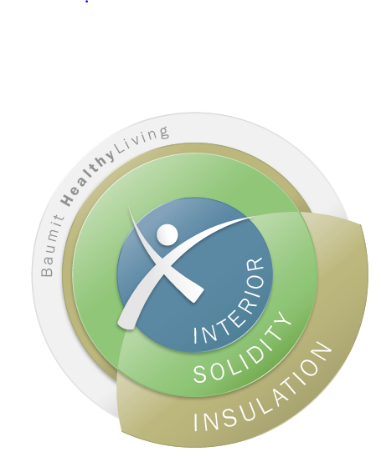 Baumit HealthyLiving
INTERIOR
SOLIDITY
INSULATION